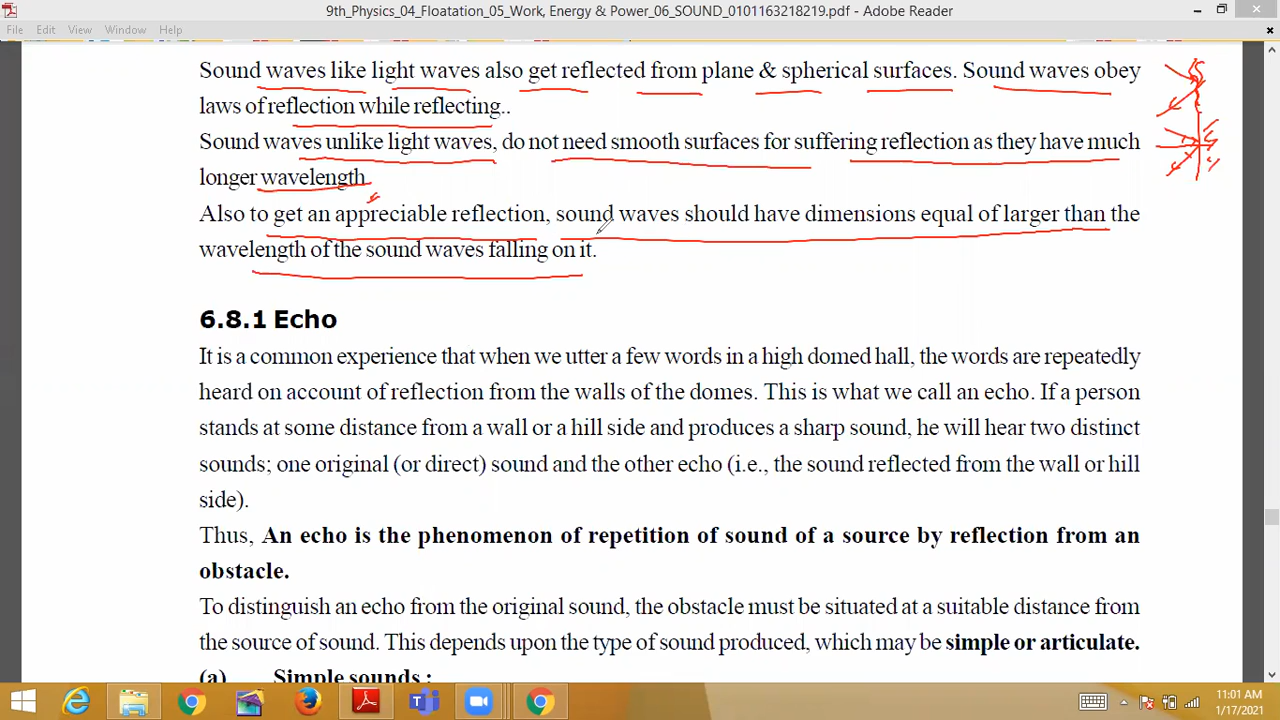 9th_Physics_04_Floatation_05_Work, Energy & Power_06_SOUND_0101163218219.pdf - Adobe Reader
File Edit View Window Help
Sound waves like light waves also get reflected from plane & spherical surfaces. Sound waves obey
laws of reflection while reflecting..
Sound waves unlike light waves, do not need smooth surfaces for suffering reflection as they have much
longer wavelength
Also to get an appreciable reflection, sound waves should have dimensions equal of larger than the
wavelength of the sound waves falling on it.
6.8.1 Echo
It is a common experience that when we utter a few words in a high domed hall, the words are repeatedly
heard on account of reflection from the walls of the domes. This is what we call an echo. If a person
stands at some distance from a wall or a hill side and produces a sharp sound, he will hear two distinct
sounds; one original (or direct) sound and the other echo (i.e., the sound reflected from the wall or hill
side).
Thus, An echo is the phenomenon of repetition of sound of a source by reflection from an
obstacle.
To distinguish an echo from the original sound, the obstacle must be situated at a suitable distance from
the source of sound. This depends upon the type of sound produced, which may be simple or articulate.
(a) Simple sounds :
11:01 AM
1/17/2021